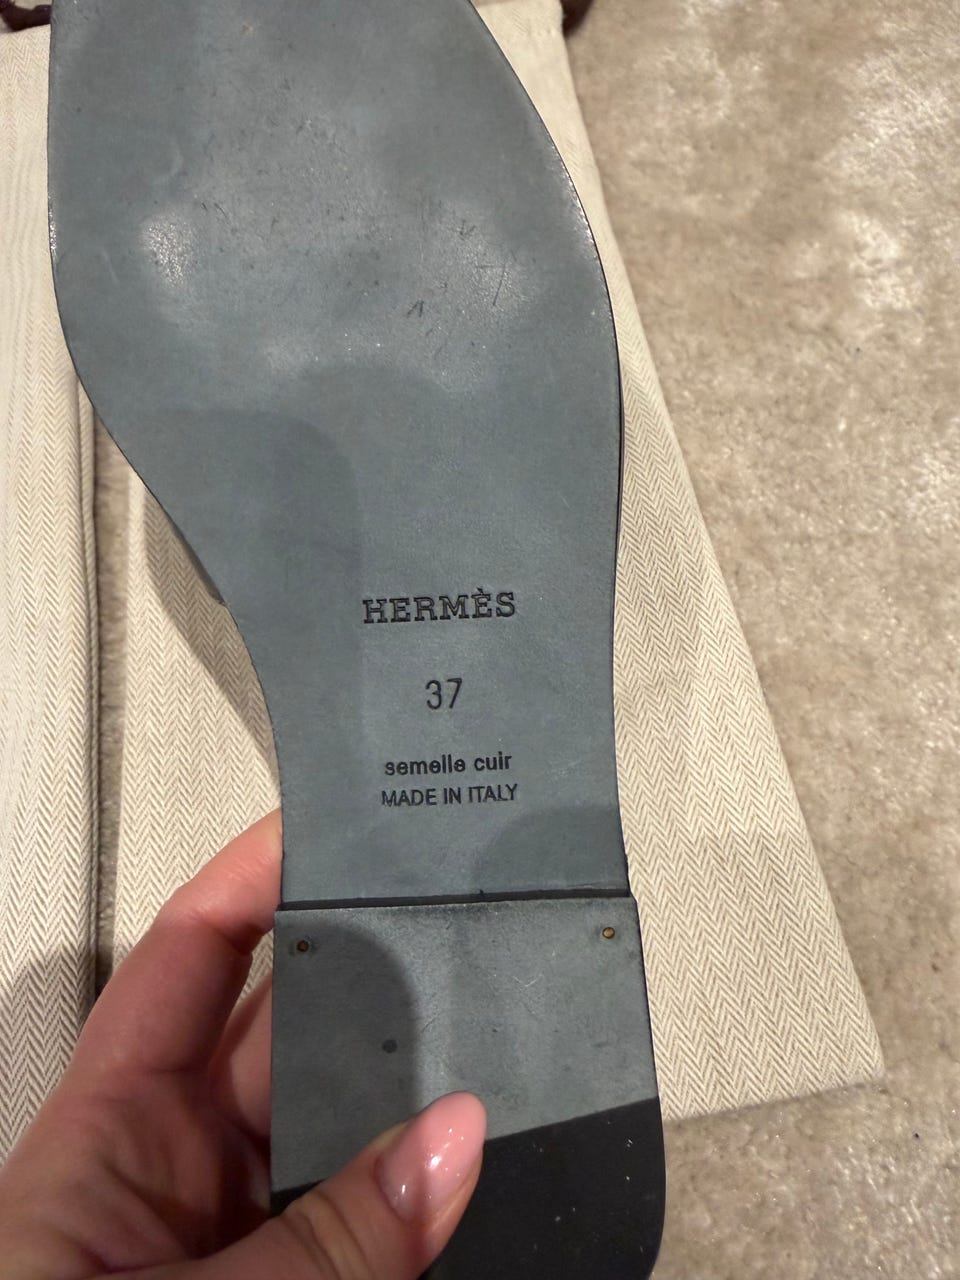 HERMÈS
37
semelle cuir
MADE IN ITALY